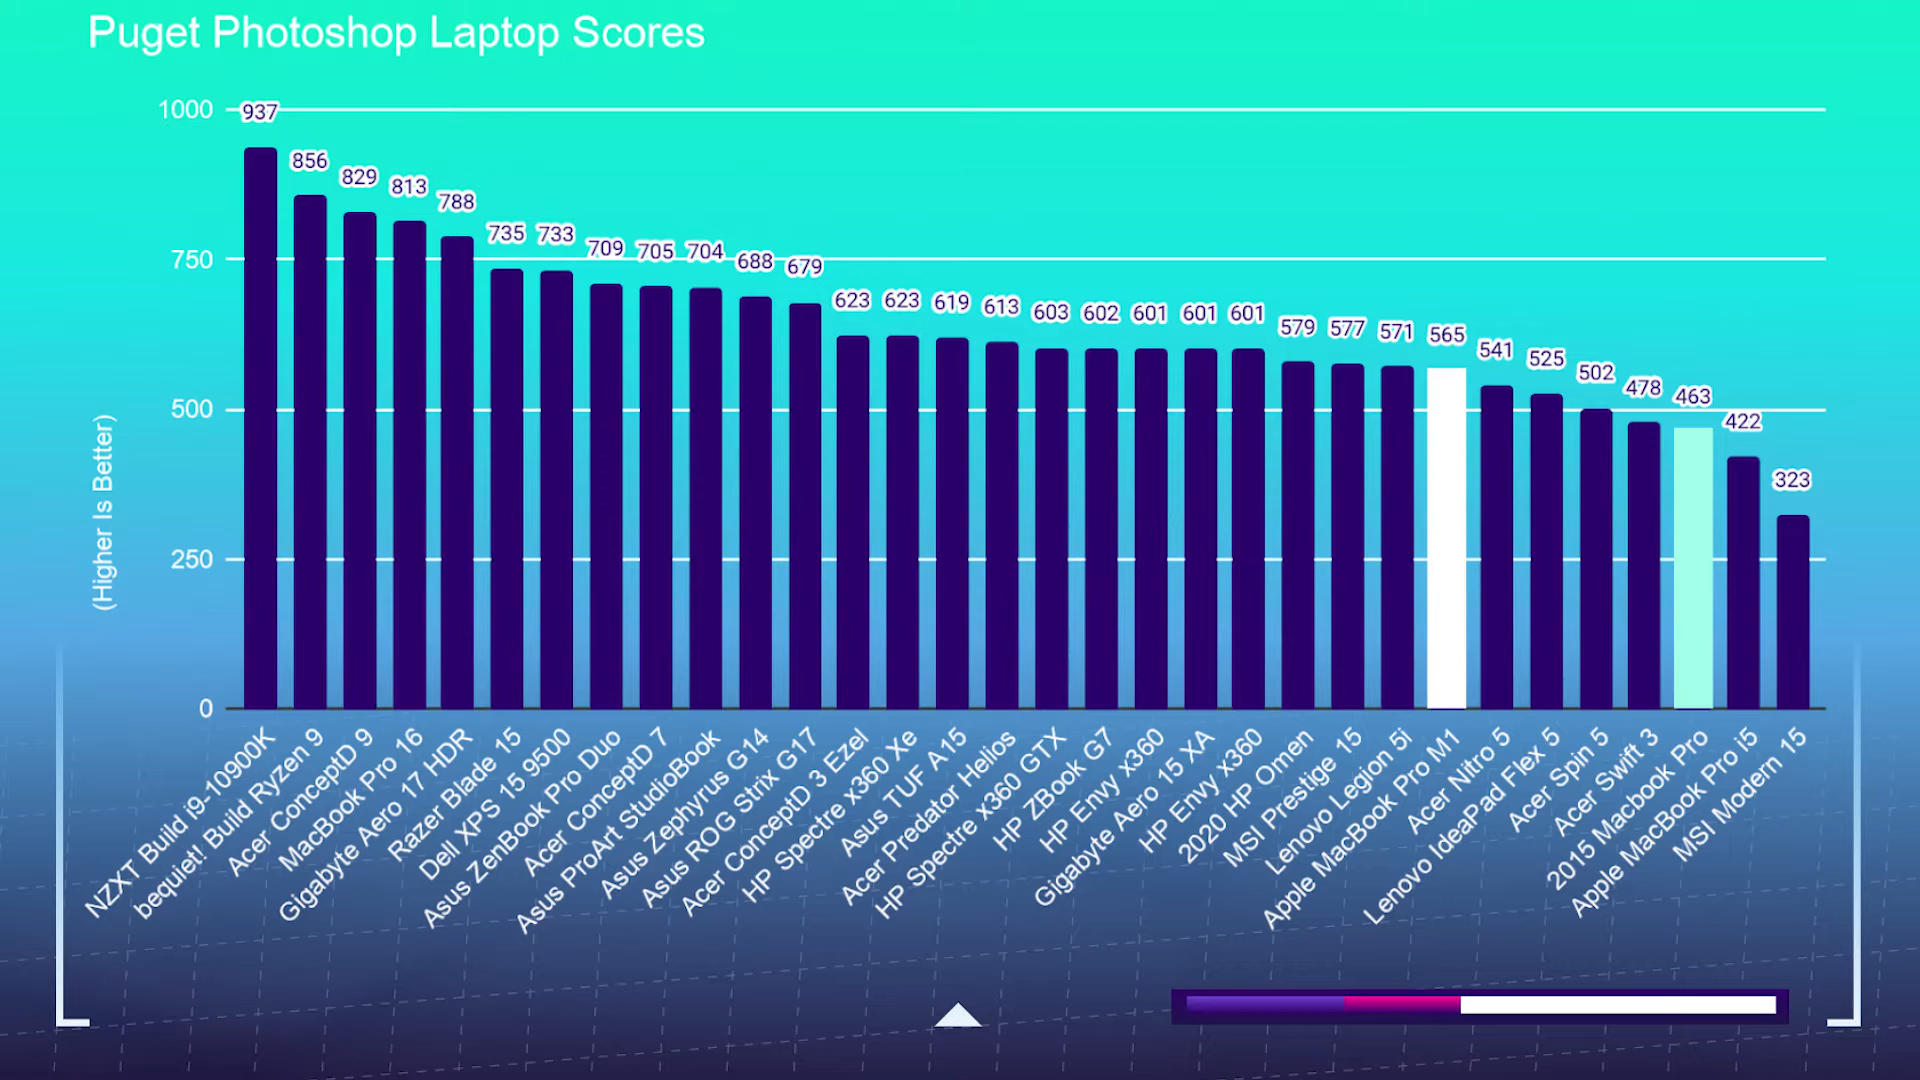 Puget Photoshop Laptop Scores
(Higher Is Better)
1000
750
500
250
0
937
856
829
813
788
735
733
709
705
704
688
679
623
623
619
613
603
602
601
601
601
579
577
571
565
541
525
502
478
463
422
323
NZXT Build i9-10900K
bequiet! Build Ryzen 9
Acer ConceptD 9
MacBook Pro 16
Gigabyte Aero 17 HDR
Razer Blade 15
Dell XPS 15 9500
Asus ZenBook Pro Duo
Acer ConceptD 7
Asus ProArt StudioBook
Asus Zephyrus G14
Asus ROG Strix G17
Acer ConceptD 3 Ezel
HP Spectre x360 Xe
Asus TUF A15
Acer Predator Helios
HP Spectre x360 GTX
HP ZBook G7
HP Envy x360
Gigabyte Aero 15 XA
HP Envy x360
2020 HP Omen
MSI Prestige 15
Lenovo Legion 5i
Apple MacBook Pro M1
Acer Nitro 5
Lenovo IdeaPad Flex 5
Acer Spin 5
Acer Swift 3
2015 Macbook Pro
Apple MacBook Pro i5
MSI Modern 15